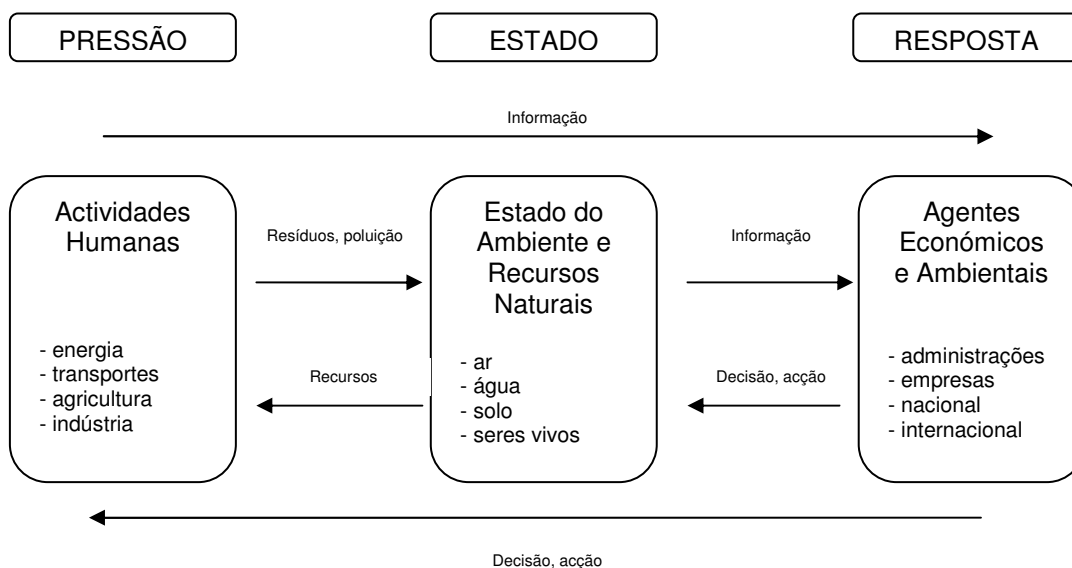 PRESSÃO
ESTADO
RESPOSTA
Informação
Actividades
Humanas
- energia
- transportes
- agricultura
- indústria
Resíduos, poluição
Recursos
Estado do
Ambiente e
Recursos
Naturais
- ar
- água
- solo
- seres vivos
Informação
Decisão, acção
Agentes
Económicos
e Ambientais
- administrações
- empresas
- nacional
- internacional
Decisão, acção